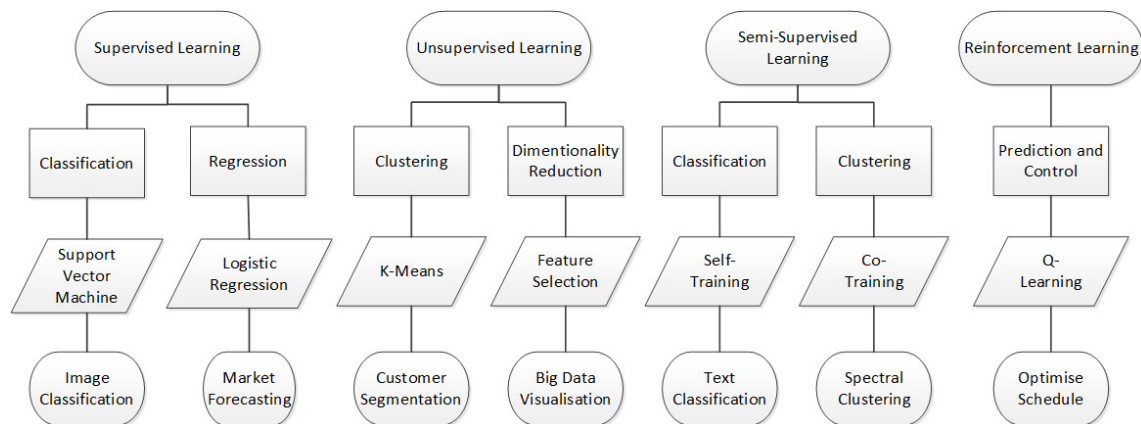 Supervised Learning
Unsupervised Learning
Semi-Supervised
Learning
Reinforcement Learning
Classification
Regression
Clustering
Dimentionality
Reduction
Classification
Clustering
Prediction and
Control
Support
Vector
Machine
Logistic
Regression
K-Means
Feature
Selection
Self-
Training
Co-
Training
Q-
Learning
Image
Classification
Market
Forecasting
Customer
Segmentation
Big Data
Visualisation
Text
Classification
Spectral
Clustering
Optimise
Schedule